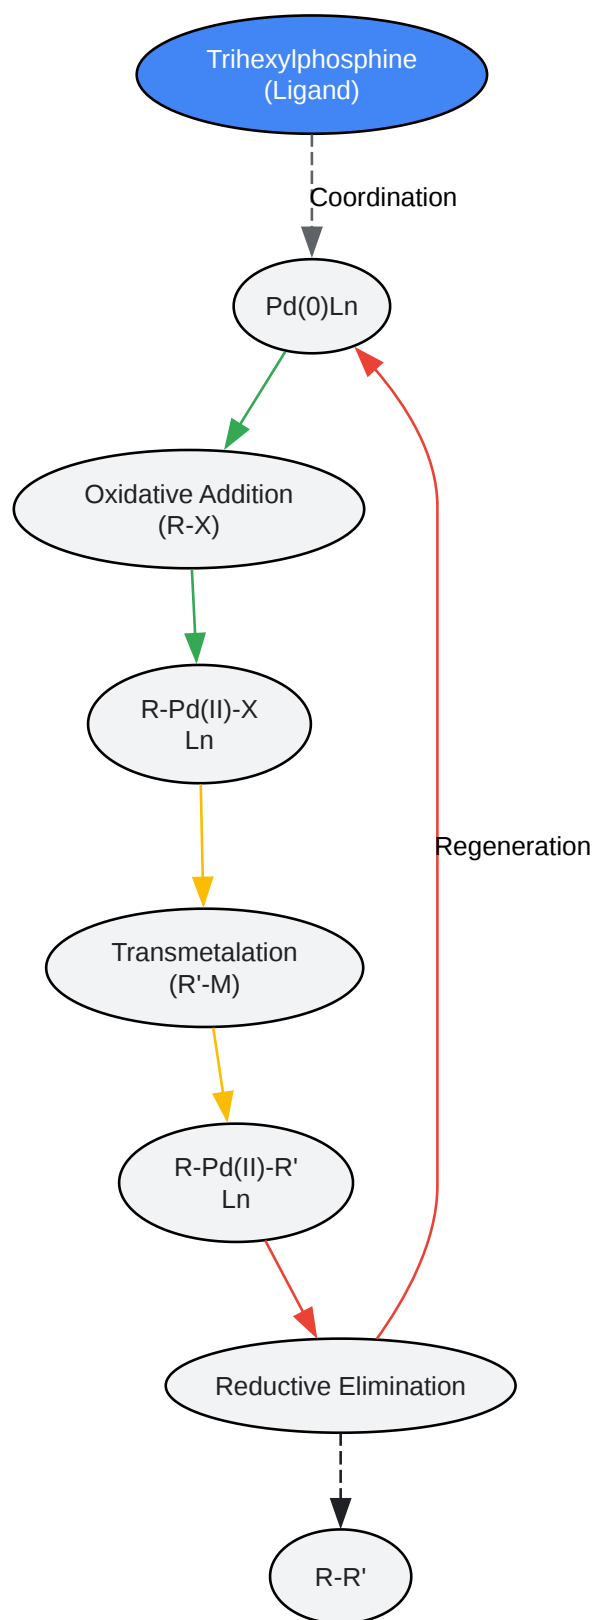 Trihexylphosphine
(Ligand)
Coordination
Pd(0)Ln
Oxidative Addition
(R-X)
R-Pd(II)-X
Ln
Regeneration
Transmetalation
(R'-M)
R-Pd(II)-R'
Ln
Reductive Elimination
R-R'